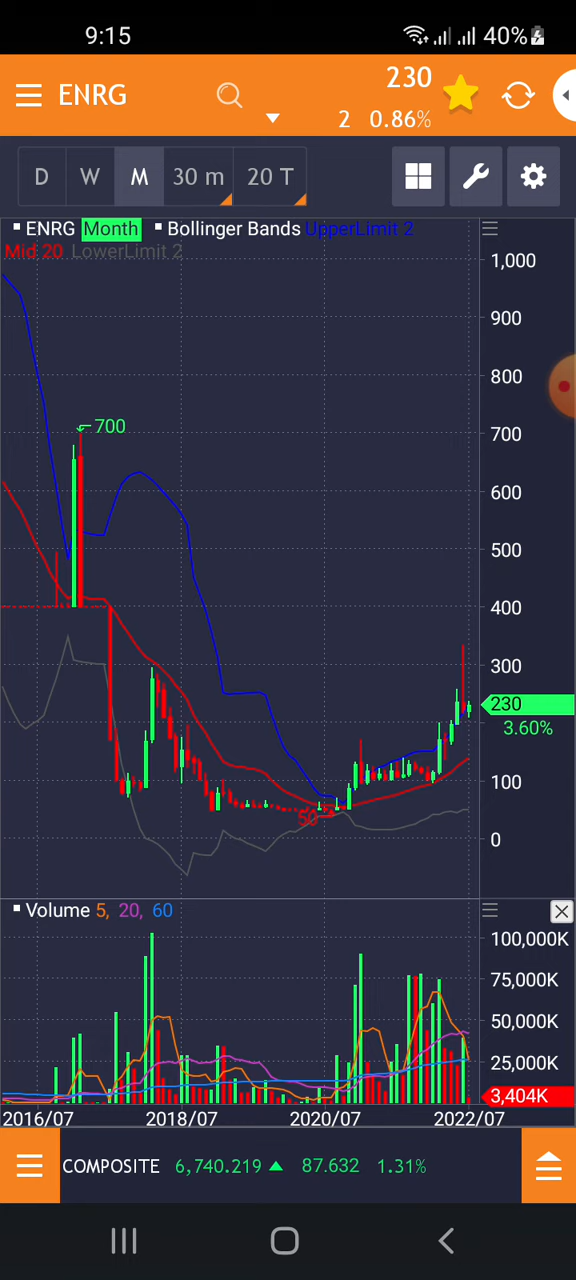 9:15 40%
ENRG 230
2 0.86%
D W M 30 m 20 T
ENRG Month Bollinger Bands UpperLimit 2
Mid 20 LowerLimit 2
1,000
900
800
700
700
600
500
400
300
230
3.60%
100
50
0
Volume 5, 20, 60
100,000K
75,000K
50,000K
25,000K
3,404K
2016/07 2018/07 2020/07 2022/07
COMPOSITE 6,740.219 ▲ 87.632 1.31%